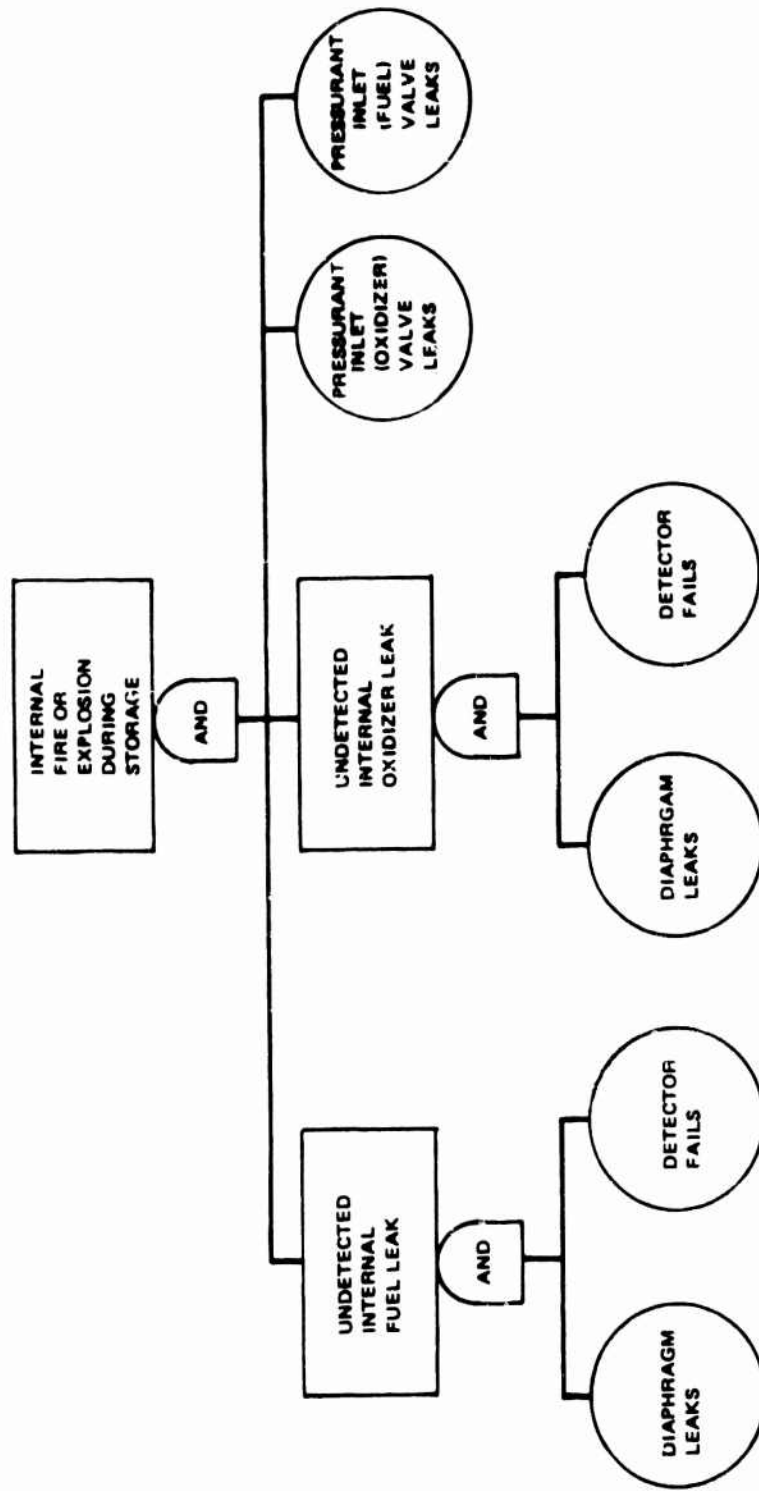 INTERNAL
FIRE OR
EXPLOSION
DURING
STORAGE
AND
UNDETECTED
INTERNAL
FUEL LEAK
AND
DIAPHRAGM
LEAKS
DETECTOR
FAILS
UNDETECTED
INTERNAL
OXIDIZER LEAK
AND
DIAPHRGAM
LEAKS
DETECTOR
FAILS
PRESSURANT
INLET
(OXIDIZER)
VALVE
LEAKS
PRESSURANT
INLET
(FUEL)
VALVE
LEAKS